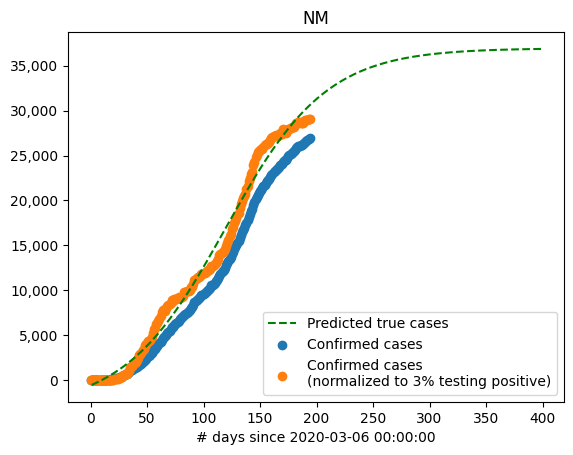 NM
35,000
30,000
25,000
20,000
15,000
10,000
5,000
0
Predicted true cases
Confirmed cases
Confirmed cases
(normalized to 3% testing positive)
0 50 100 150 200 250 300 350 400
# days since 2020-03-06 00:00:00